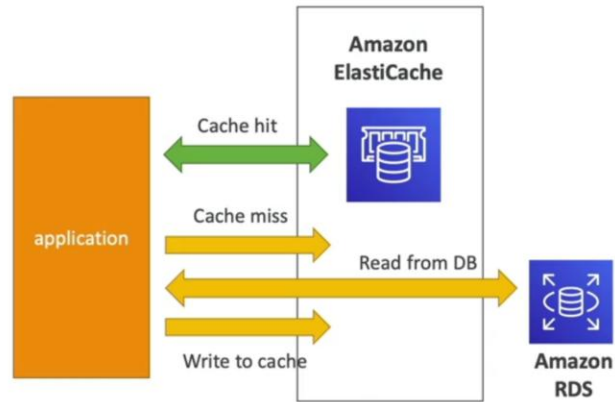 Amazon
ElastiCache
Cache hit
Cache miss
application
Read from DB
Write to cache
Amazon
RDS